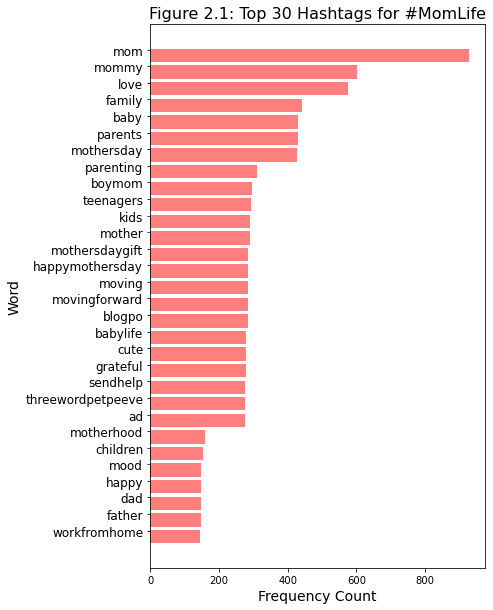 Figure 2.1: Top 30 Hashtags for #MomLife
Word
mom
mommy
love
family
baby
parents
mothersday
parenting
boymom
teenagers
kids
mother
mothersdaygift
happymothersday
moving
movingforward
blogpo
babylife
cute
grateful
sendhelp
threewordpetpeeve
ad
motherhood
children
mood
happy
dad
father
workfromhome
0 200 400 600 800
Frequency Count